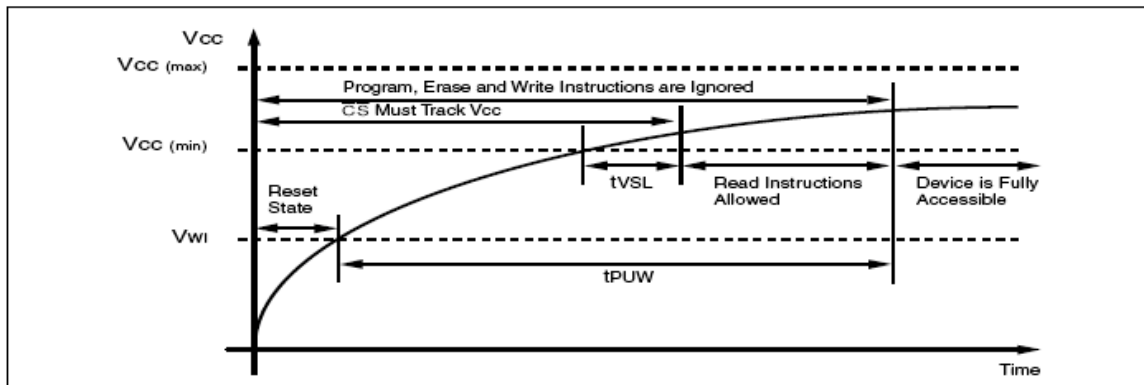 Vcc
Vcc (max)
Program, Erase and Write Instructions are Ignored
CS Must Track Vcc
Vcc (min)
tVSL
Read Instructions
Allowed
Device is Fully
Accessible
Reset
State
VWI
tPUW
Time